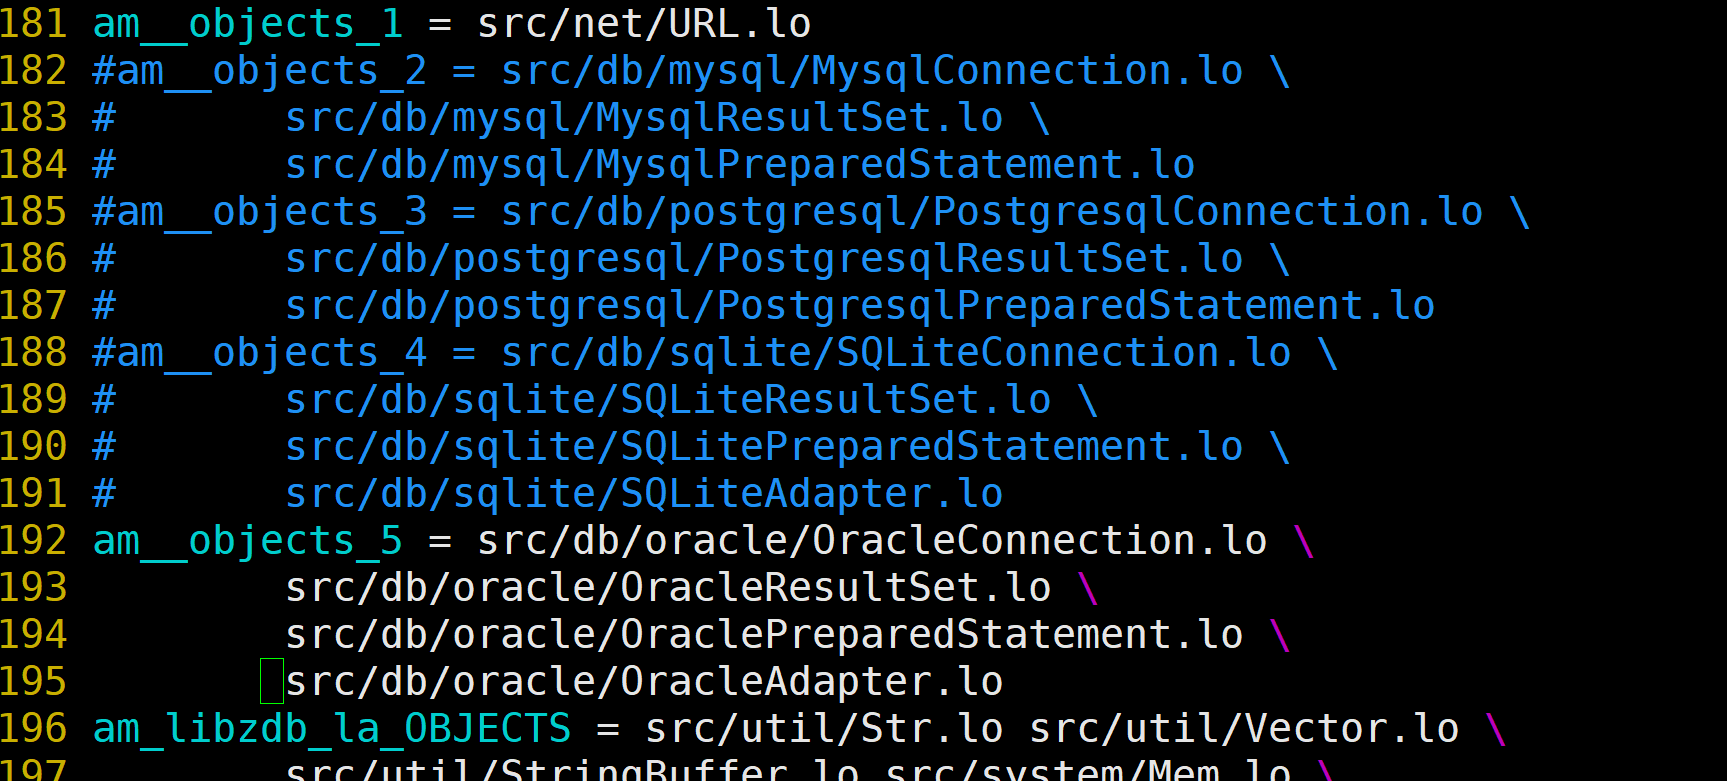 181 am__objects_1 = src/net/URL.lo
182 #am__objects_2 = src/db/mysql/MysqlConnection.lo \
183 #       src/db/mysql/MysqlResultSet.lo \
184 #       src/db/mysql/MysqlPreparedStatement.lo
185 #am__objects_3 = src/db/postgresql/PostgresqlConnection.lo \
186 #       src/db/postgresql/PostgresqlResultSet.lo \
187 #       src/db/postgresql/PostgresqlPreparedStatement.lo
188 #am__objects_4 = src/db/sqlite/SQLiteConnection.lo \
189 #       src/db/sqlite/SQLiteResultSet.lo \
190 #       src/db/sqlite/SQLitePreparedStatement.lo \
191 #       src/db/sqlite/SQLiteAdapter.lo
192 am__objects_5 = src/db/oracle/OracleConnection.lo \
193         src/db/oracle/OracleResultSet.lo \
194         src/db/oracle/OraclePreparedStatement.lo \
195         src/db/oracle/OracleAdapter.lo
196 am_libzdb_la_OBJECTS = src/util/Str.lo src/util/Vector.lo \
197         src/util/StringBuffer.lo src/system/Mem.lo \